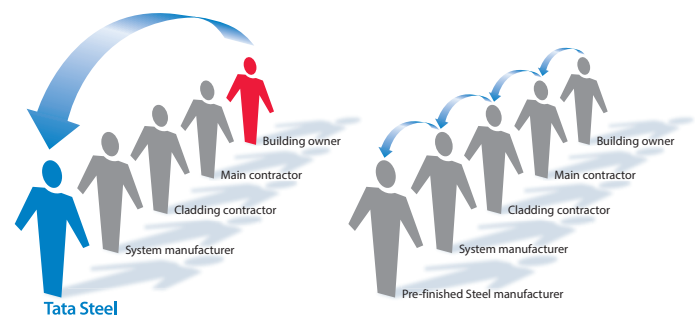 Building owner
Main contractor
Cladding contractor
System manufacturer
Tata Steel
Building owner
Main contractor
Cladding contractor
System manufacturer
Pre-finished Steel manufacturer